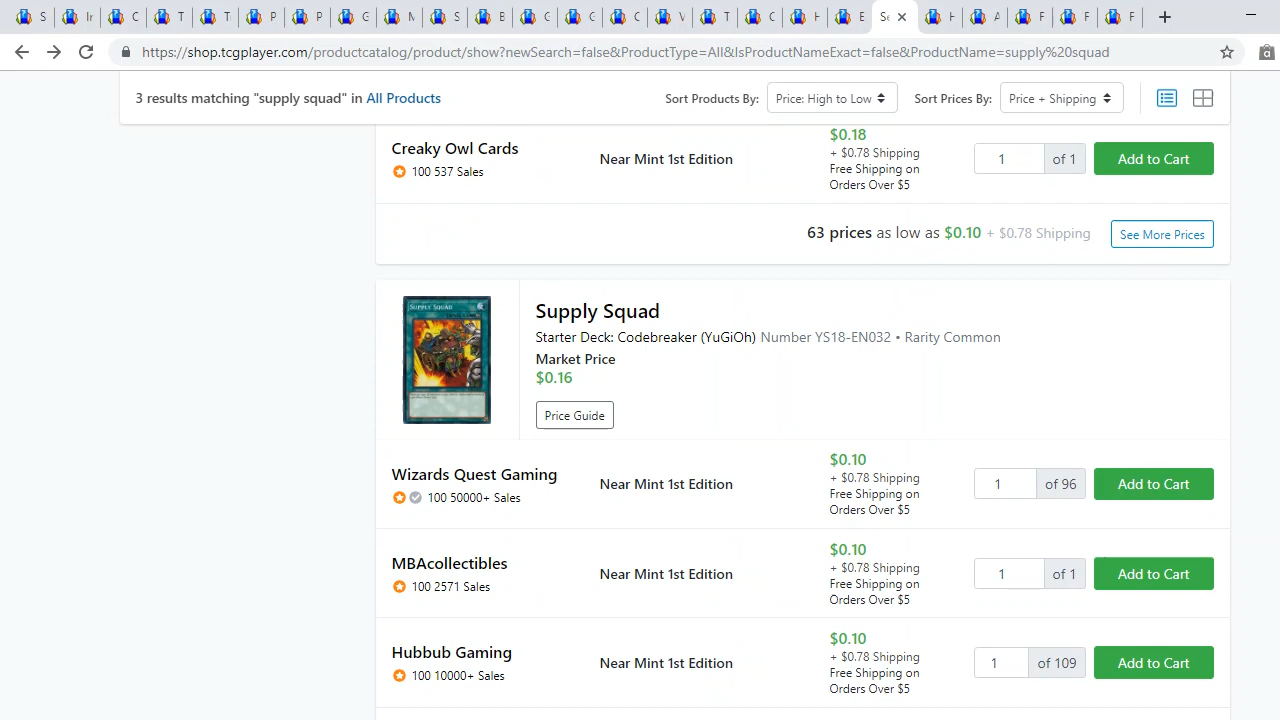 S
In
C
T
T
P
P
G
M
S
B
C
C
C
V
T
C
H
E
Se
H
A
F
F
F
https://shop.tcgplayer.com/productcatalog/product/show?newSearch=false&ProductType=All&IsProductNameExact=false&ProductName=supply%20squad
3 results matching "supply squad" in All Products
Sort Products By: Price: High to Low
Sort Prices By: Price + Shipping
Creaky Owl Cards
100 537 Sales
Near Mint 1st Edition
$0.18
+ $0.78 Shipping
Free Shipping on
Orders Over $5
1 of 1
Add to Cart
63 prices as low as $0.10 + $0.78 Shipping
See More Prices
SUPPLY SQUAD
Supply Squad
Starter Deck: Codebreaker (YuGiOh) Number YS18-EN032 • Rarity Common
Market Price
$0.16
Price Guide
Wizards Quest Gaming
100 50000+ Sales
Near Mint 1st Edition
$0.10
+ $0.78 Shipping
Free Shipping on
Orders Over $5
1 of 96
Add to Cart
MBAcollectibles
100 2571 Sales
Near Mint 1st Edition
$0.10
+ $0.78 Shipping
Free Shipping on
Orders Over $5
1 of 1
Add to Cart
Hubbub Gaming
100 10000+ Sales
Near Mint 1st Edition
$0.10
+ $0.78 Shipping
Free Shipping on
Orders Over $5
1 of 109
Add to Cart